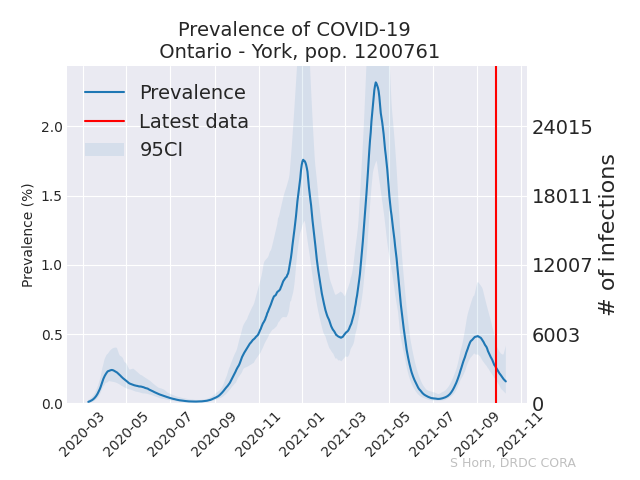 Prevalence of COVID-19
Ontario - York, pop. 1200761
Prevalence
Latest data
95CI
Prevalence (%)
2.0
1.5
1.0
0.5
0.0
24015
18011
12007
6003
0
# of infections
2020-03
2020-05
2020-07
2020-09
2020-11
2021-01
2021-03
2021-05
2021-07
2021-09
2021-11
S Horn, DRDC CORA